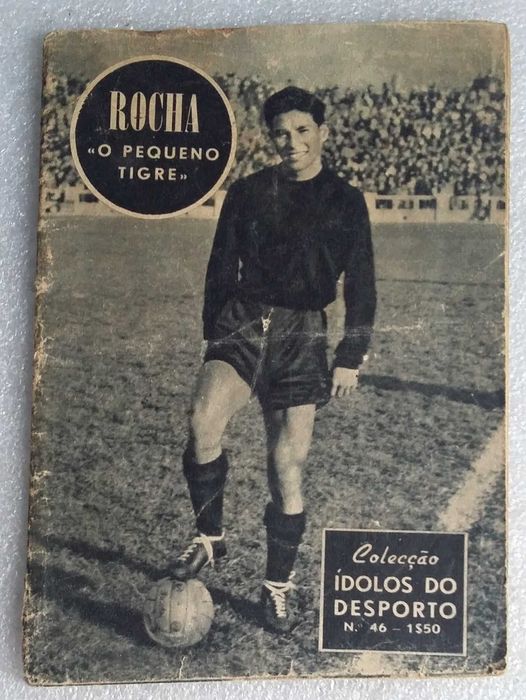 ROCHA
«O PEQUENO
TIGRE»
Colecção
ÍDOLOS DO
DESPORTO
N.º 46 - 1$50